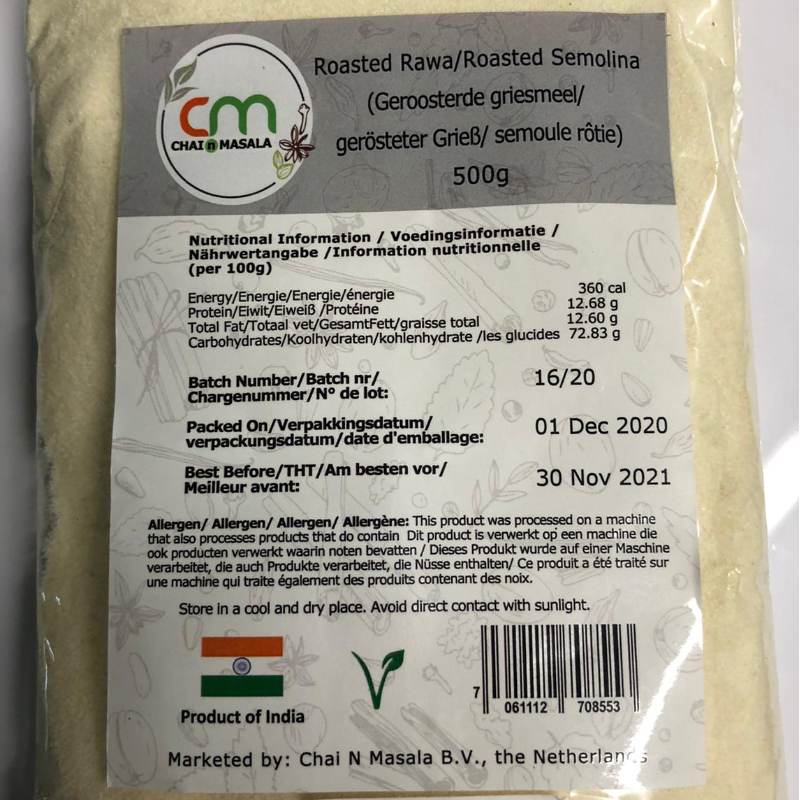 cm
CHAI n MASALA
Roasted Rawa/Roasted Semolina
(Geroosterde griesmeel/
gerösteter Grieß/ semoule rôtie)
500g
Nutritional Information / Voedingsinformatie /
Nährwertangabe /Information nutritionnelle
(per 100g)
Energy/Energie/Energie/énergie 360 cal
Protein/Eiwit/Eiweiß /Protéine 12.68 g
Total Fat/Totaal vet/GesamtFett/graisse total 12.60 g
Carbohydrates/Koolhydraten/kohlenhydrate /les glucides 72.83 g
Batch Number/Batch nr/
Chargenummer/N° de lot: 16/20
Packed On/Verpakkingsdatum/
verpackungsdatum/date d'emballage: 01 Dec 2020
Best Before/THT/Am besten vor/
Meilleur avant: 30 Nov 2021
Allergen/ Allergen/ Allergen/ Allergène: This product was processed on a machine
that also processes products that do contain Dit product is verwerkt op een machine die
ook producten verwerkt waarin noten bevatten / Dieses Produkt wurde auf einer Maschine
verarbeitet, die auch Produkte verarbeitet, die Nüsse enthalten/ Ce produit a été traité sur
une machine qui traite également des produits contenant des noix.
Store in a cool and dry place. Avoid direct contact with sunlight.
7 061112 708553
Product of India
Marketed by: Chai N Masala B.V., the Netherlands